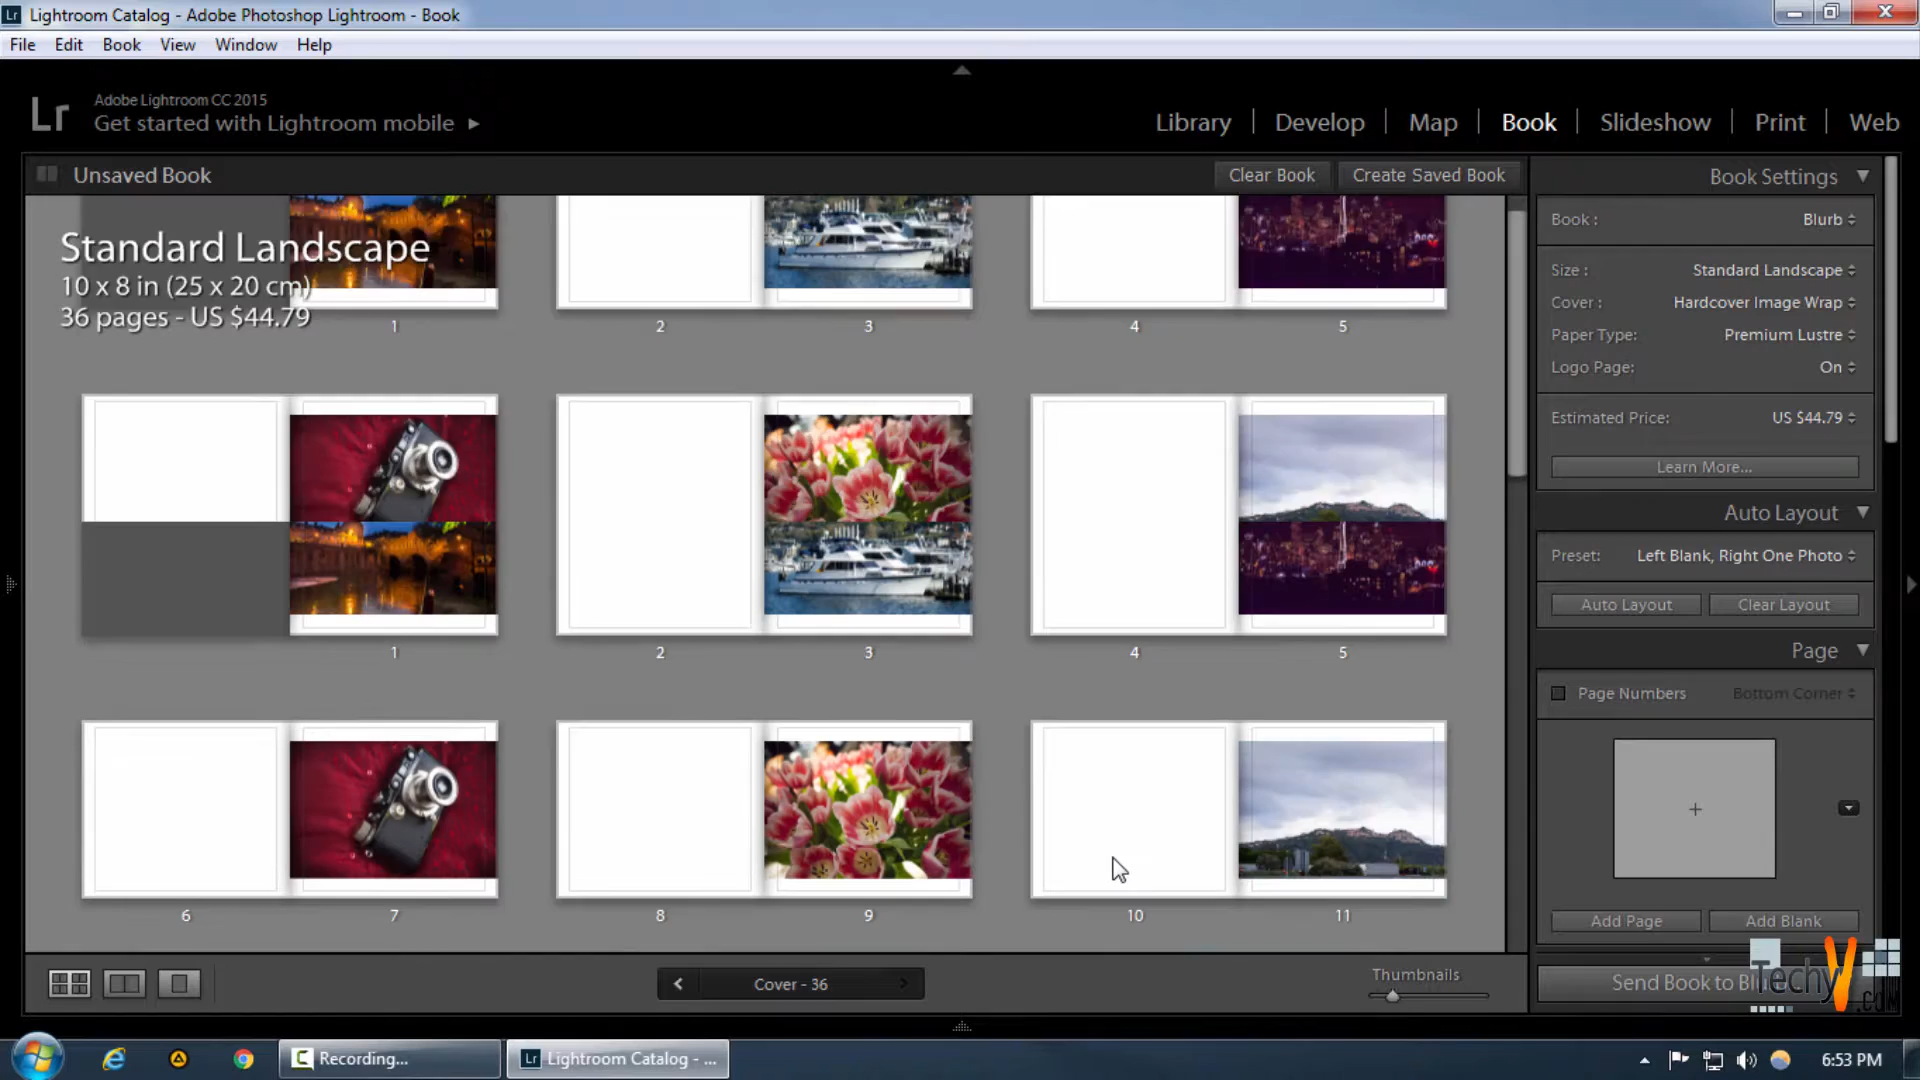 Lr Lightroom Catalog - Adobe Photoshop Lightroom - Book
File Edit Book View Window Help
Lr
Adobe Lightroom CC 2015
Get started with Lightroom mobile
Library Develop Map Book Slideshow Print Web
Unsaved Book
Clear Book
Create Saved Book
Standard Landscape
10 x 8 in (25 x 20 cm)
36 pages - US $44.79
1 2 3 4 5
1 2 3 4 5
6 7 8 9 10 11
Cover - 36
Thumbnails
Book Settings
Book : Blurb
Size : Standard Landscape
Cover : Hardcover Image Wrap
Paper Type: Premium Lustre
Logo Page: On
Estimated Price: US $44.79
Learn More...
Auto Layout
Preset: Left Blank, Right One Photo
Auto Layout Clear Layout
Page
Page Numbers Bottom Corner
Add Page Add Blank
Send Book to
TechyV
.com
Recording...
Lr Lightroom Catalog - ...
6:53 PM